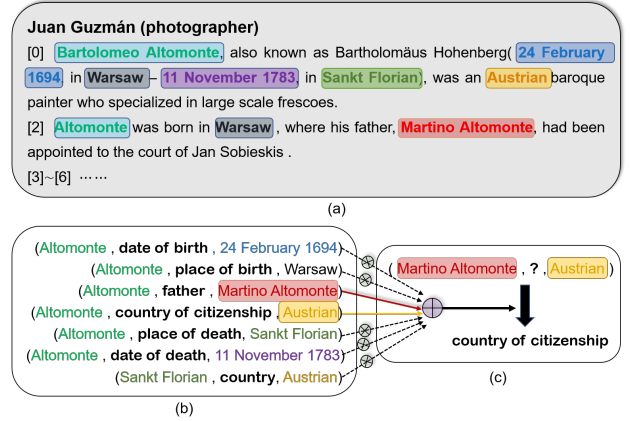 Juan Guzmán (photographer)
[0] Bartolomeo Altomonte, also known as Bartholomäus Hohenberg( 24 February
1694, in Warsaw – 11 November 1783, in Sankt Florian), was an Austrian baroque
painter who specialized in large scale frescoes.
[2] Altomonte was born in Warsaw , where his father, Martino Altomonte, had been
appointed to the court of Jan Sobieskis .
[3]~[6] ……
(a)
(Altomonte , date of birth , 24 February 1694)
(Altomonte , place of birth , Warsaw)
(Altomonte , father , Martino Altomonte)
(Altomonte , country of citizenship , Austrian)
(Altomonte , place of death, Sankt Florian)
(Altomonte , date of death, 11 November 1783)
(Sankt Florian , country, Austrian)
(b)
( Martino Altomonte , ? , Austrian )
country of citizenship
(c)